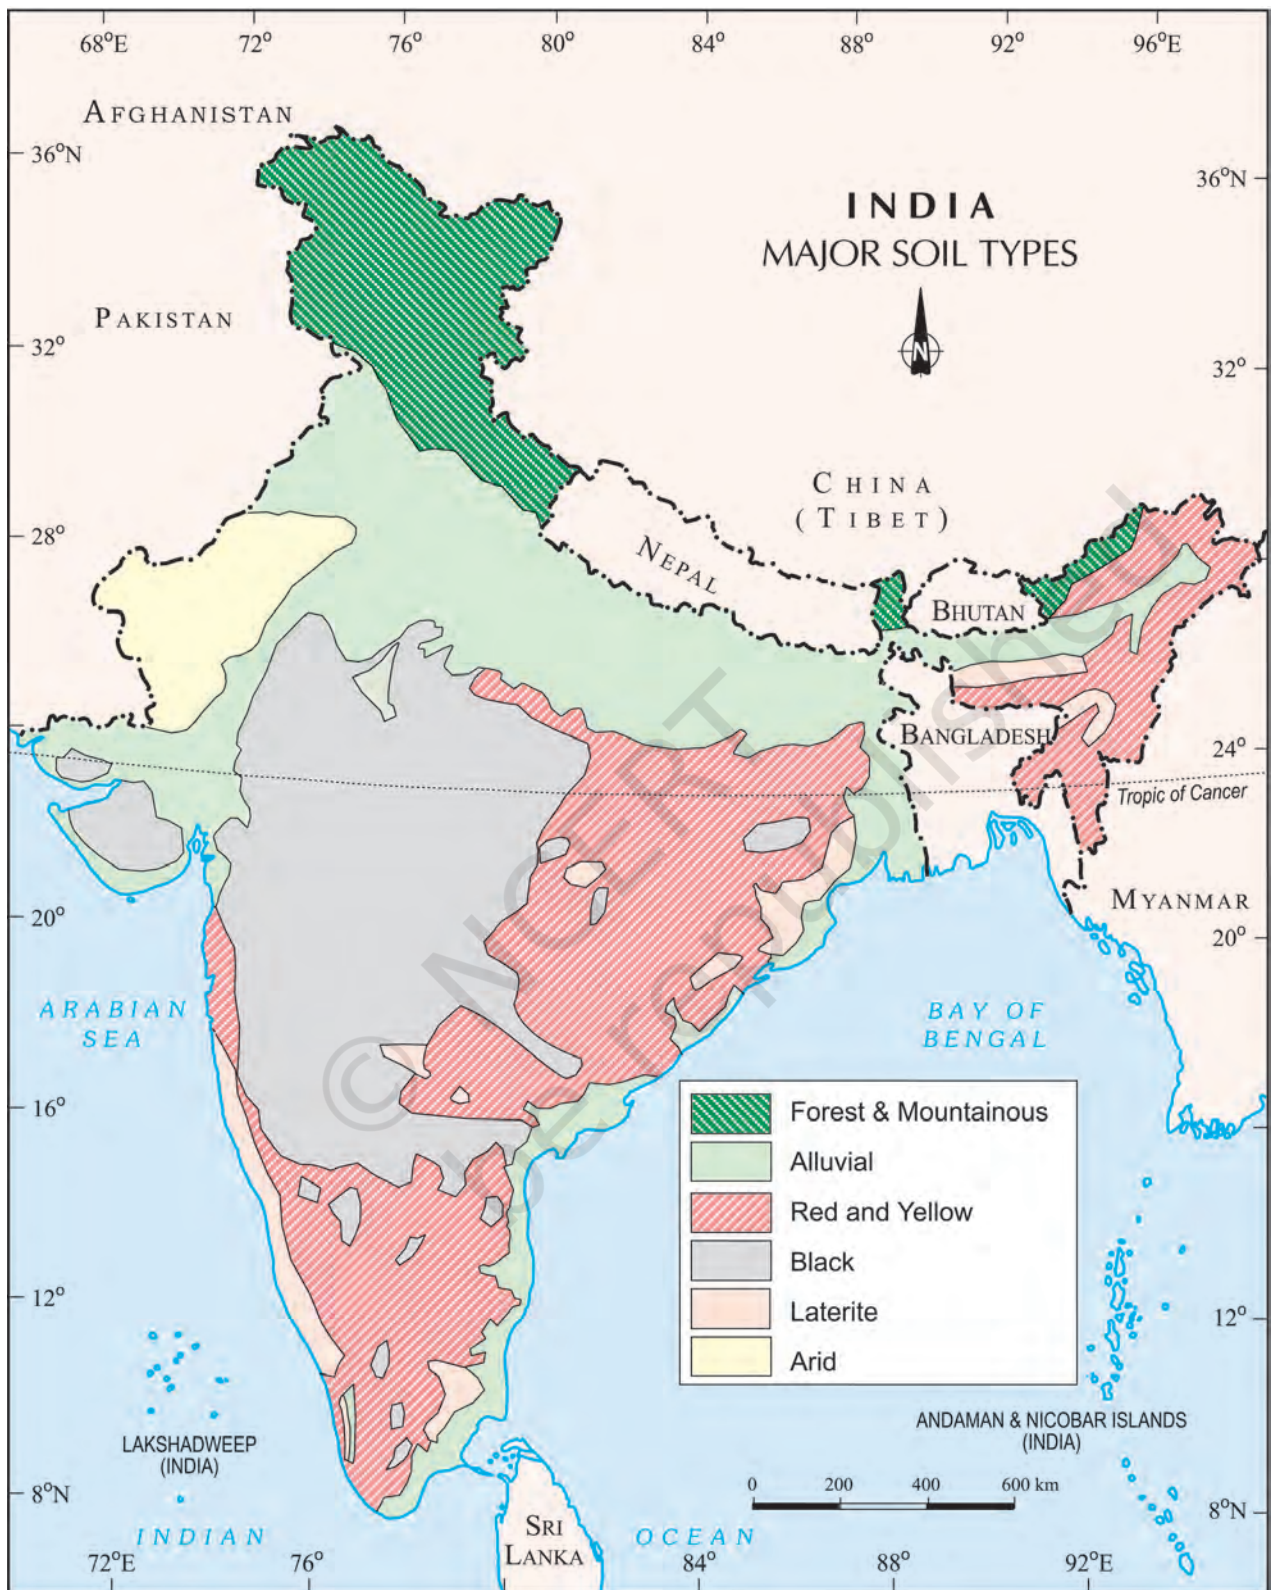 68°E 72° 76° 80° 84° 88° 92° 96°E
AFGHANISTAN
36°N
36°N
INDIA
MAJOR SOIL TYPES
N
PAKISTAN
32°
32°
CHINA
(TIBET)
NEPAL
28°
BHUTAN
BANGLADESH
24°
Tropic of Cancer
MYANMAR
20°
20°
ARABIAN
SEA
BAY OF
BENGAL
© NCERT
be republished
16°
Forest & Mountainous
Alluvial
Red and Yellow
Black
Laterite
Arid
12°
12°
LAKSHADWEEP
(INDIA)
ANDAMAN & NICOBAR ISLANDS
(INDIA)
0 200 400 600 km
8°N
8°N
INDIAN
OCEAN
SRI
LANKA
72°E 76° 84° 88° 92°E